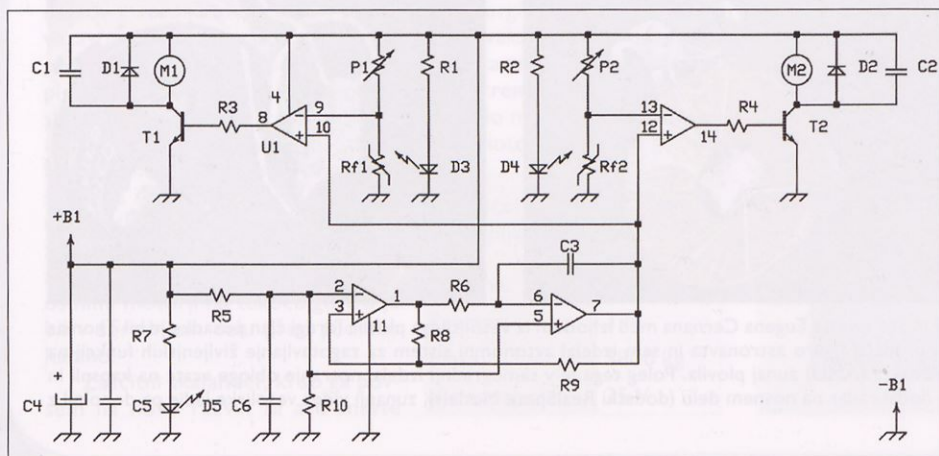 C1 D1 M1 P1 R1 R2 P2 M2 D2 C2
R3 8 4 9 13 R4
T1 U1 10 12 14 T2
Rf1 D3 D4 Rf2
+B1
C3
2 1 R6 6 7
R5 3 5
R7 11 R8
R9 −B1
+
C4 C5 D5 C6 R10